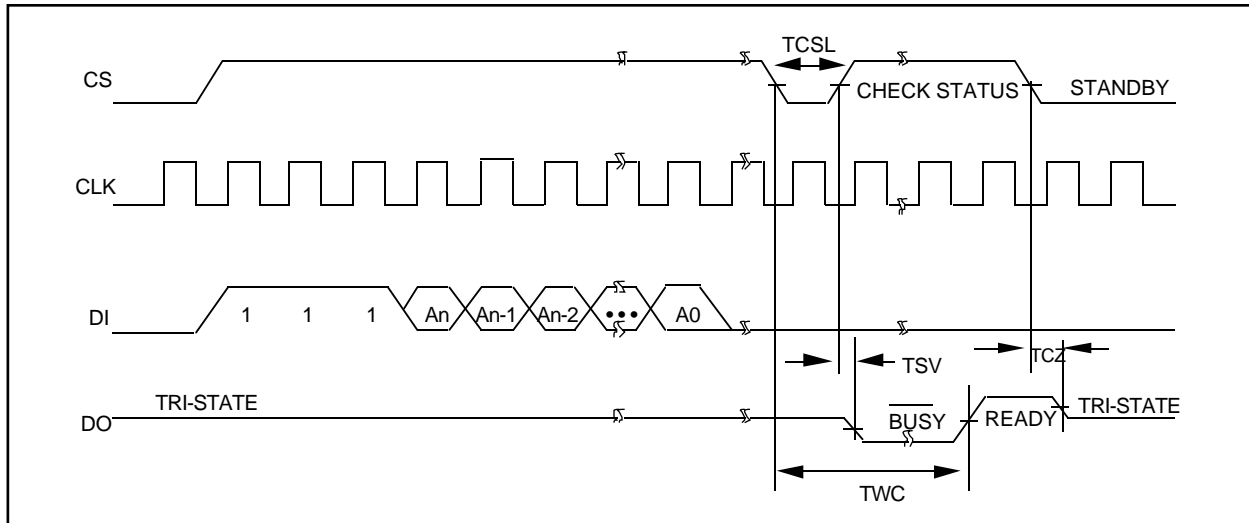 TCSL
CS
CHECK STATUS
STANDBY
CLK
DI
1 1 1 An An-1 An-2 ••• A0
TSV
TCZ
TRI-STATE
DO
BUSY
READY
TRI-STATE
TWC